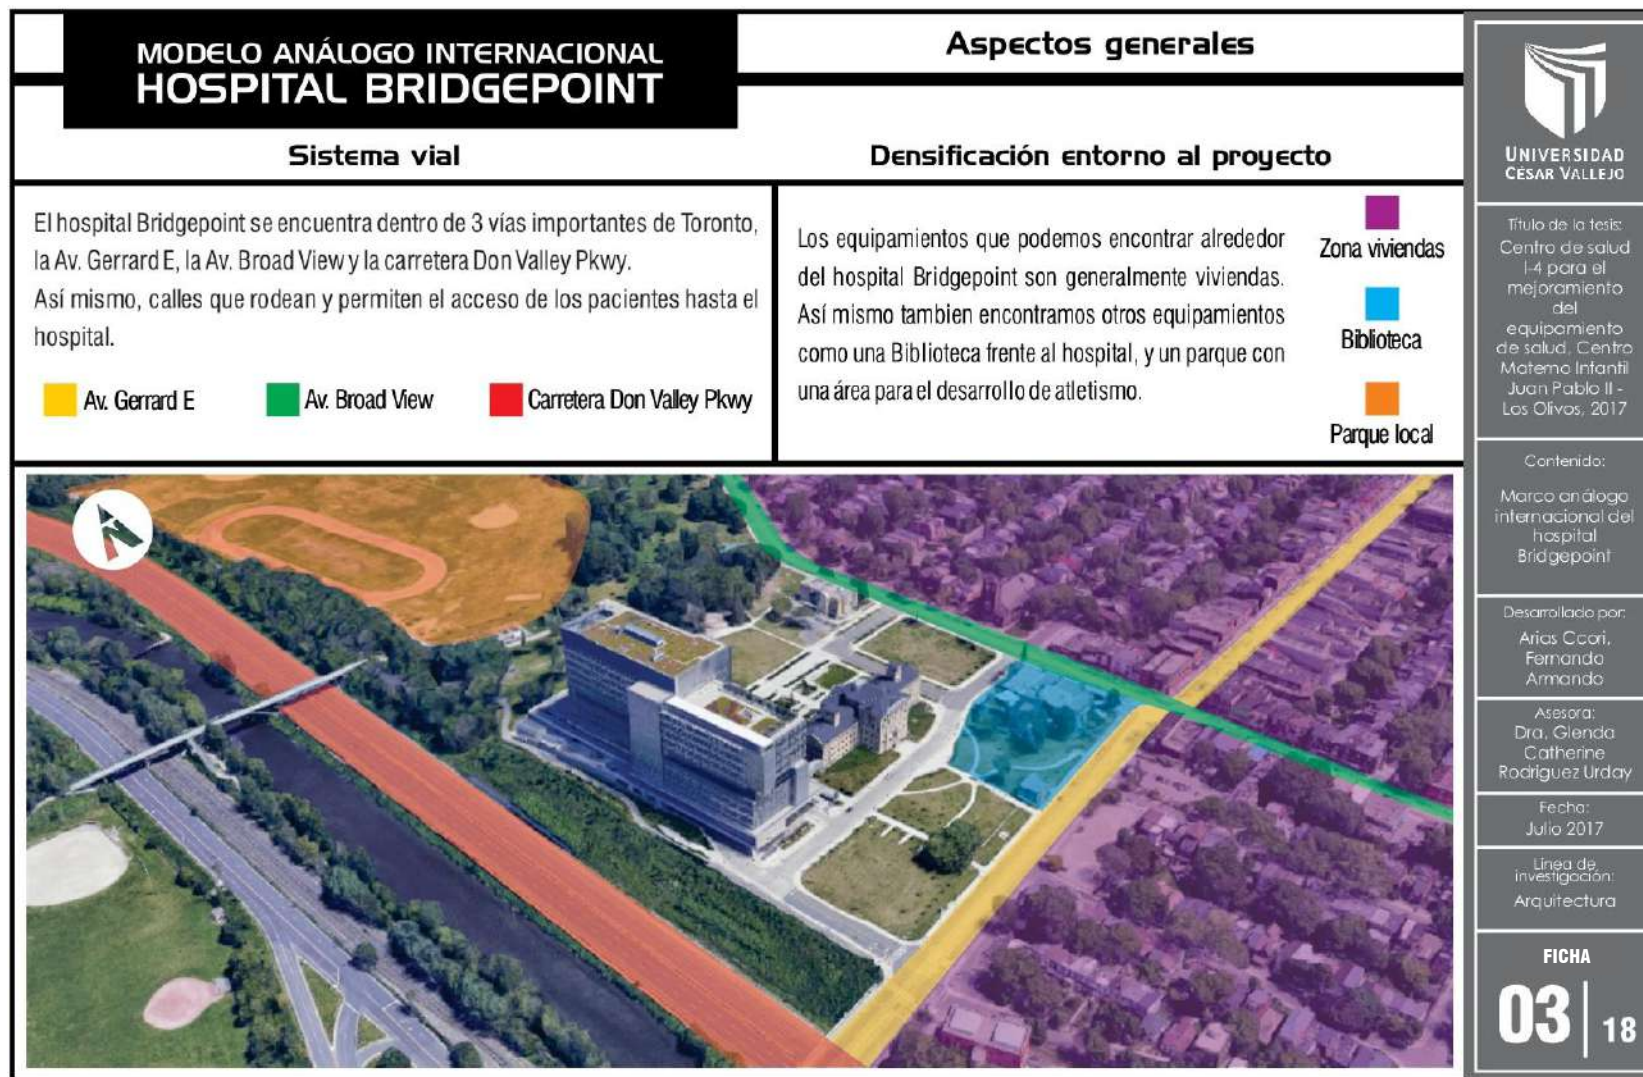 MODELO ANÁLOGO INTERNACIONAL
HOSPITAL BRIDGEPOINT
Aspectos generales
Sistema vial
Densificación entorno al proyecto
El hospital Bridgepoint se encuentra dentro de 3 vías importantes de Toronto,
la Av. Gerrard E, la Av. Broad View y la carretera Don Valley Pkwy.
Así mismo, calles que rodean y permiten el acceso de los pacientes hasta el
hospital.
Av. Gerrard E
Av. Broad View
Carretera Don Valley Pkwy
Los equipamientos que podemos encontrar alrededor
del hospital Bridgepoint son generalmente viviendas.
Así mismo tambien encontramos otros equipamientos
como una Biblioteca frente al hospital, y un parque con
una área para el desarrollo de atletismo.
Zona viviendas
Biblioteca
Parque local
UNIVERSIDAD
CÉSAR VALLEJO
Título de la tesis:
Centro de salud
I-4 para el
mejoramiento
del
equipamiento
de salud, Centro
Materno Infantil
Juan Pablo II -
Los Olivos, 2017
Contenido:
Marco análogo
internacional del
hospital
Bridgepoint
Desarrollado por:
Arias Ccori,
Fernando
Armando
Asesora:
Dra. Glenda
Catherine
Rodriguez Urday
Fecha:
Julio 2017
Línea de
investigación:
Arquitectura
FICHA
03 18